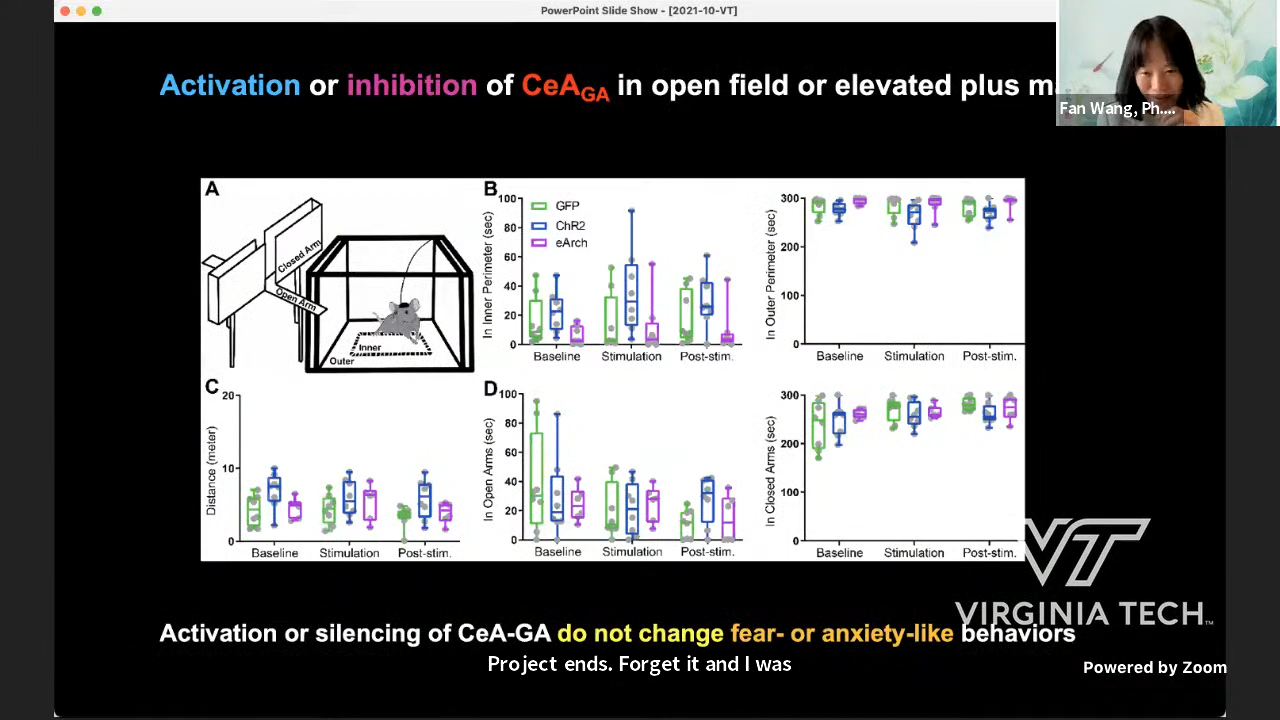 PowerPoint Slide Show - [2021-10-VT]
Activation or inhibition of CeAGA in open field or elevated plus m
Fan Wang, Ph....
A
Closed Arm
Open Arm
Inner
Outer
B
GFP
ChR2
eArch
In Inner Perimeter (sec)
100
80
60
40
20
0
Baseline Stimulation Post-stim.
In Outer Perimeter (sec)
300
200
100
0
Baseline Stimulation Post-stim.
C
Distance (meter)
20
10
0
Baseline Stimulation Post-stim.
D
In Open Arms (sec)
100
80
60
40
20
0
Baseline Stimulation Post-stim.
In Closed Arms (sec)
300
200
100
0
Baseline Stimulation Post-stim.
VT
VIRGINIA TECH™
Activation or silencing of CeA-GA do not change fear- or anxiety-like behaviors
Project ends. Forget it and I was
Powered by Zoom